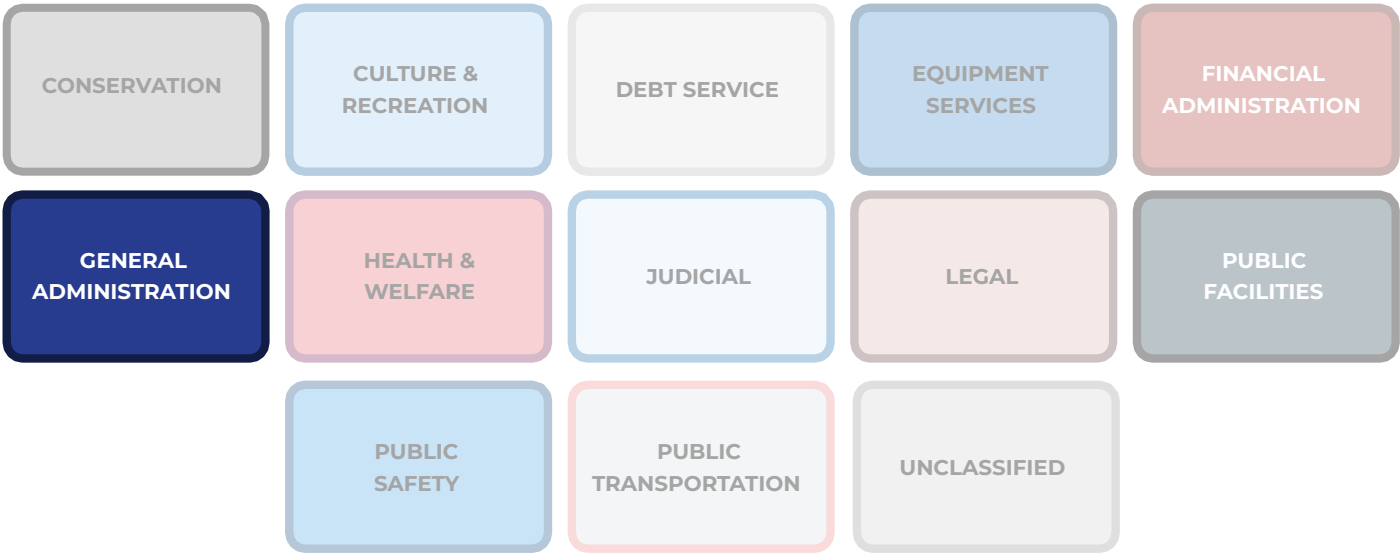 CONSERVATION
CULTURE &
RECREATION
DEBT SERVICE
EQUIPMENT
SERVICES
FINANCIAL
ADMINISTRATION
GENERAL
ADMINISTRATION
HEALTH &
WELFARE
JUDICIAL
LEGAL
PUBLIC
FACILITIES
PUBLIC
SAFETY
PUBLIC
TRANSPORTATION
UNCLASSIFIED